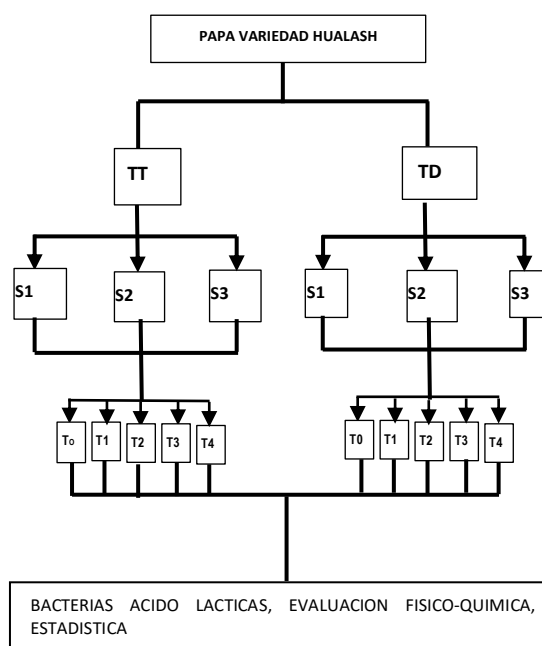 PAPA VARIEDAD HUALASH
TT TD
S1 S2 S3 S1 S2 S3
To T1 T2 T3 T4 T0 T1 T2 T3 T4
BACTERIAS ACIDO LACTICAS, EVALUACION FISICO-QUIMICA,
ESTADISTICA